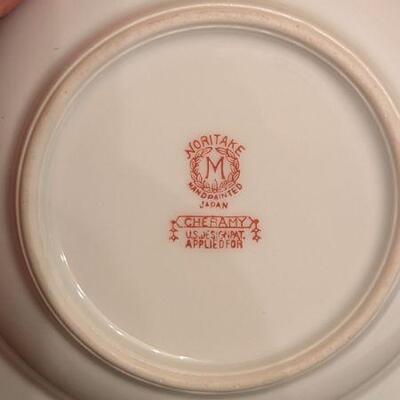 NORITAKE
M
HANDPAINTED
JAPAN
CHERAMY
U.S. DESIGN PAT.
APPLIED FOR